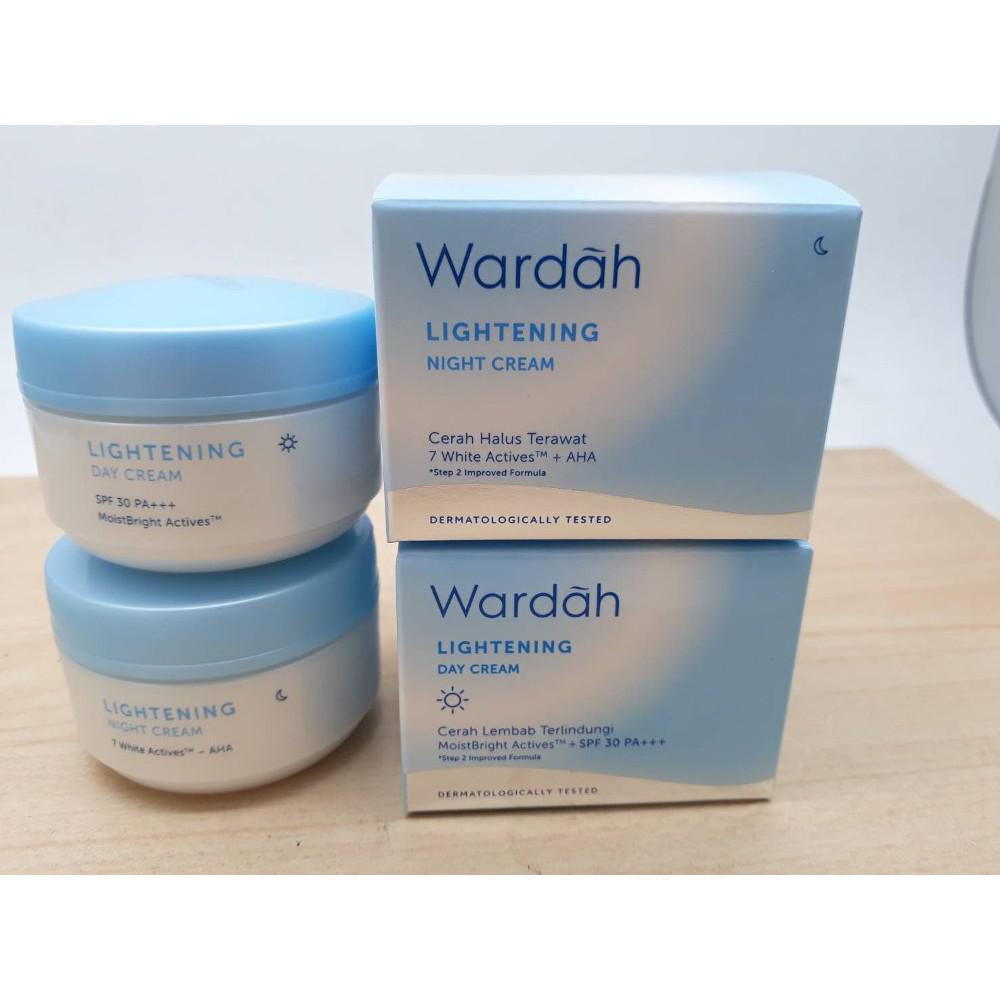 LIGHTENING
DAY CREAM
SPF 30 PA+++
MoistBright Actives™
LIGHTENING
NIGHT CREAM
7 White Actives™ – AHA
Wardãh
LIGHTENING
NIGHT CREAM
Cerah Halus Terawat
7 White Actives™ + AHA
*Step 2 Improved Formula
DERMATOLOGICALLY TESTED
Wardãh
LIGHTENING
DAY CREAM
Cerah Lembab Terlindungi
MoistBright Actives™ + SPF 30 PA+++
*Step 2 Improved Formula
DERMATOLOGICALLY TESTED